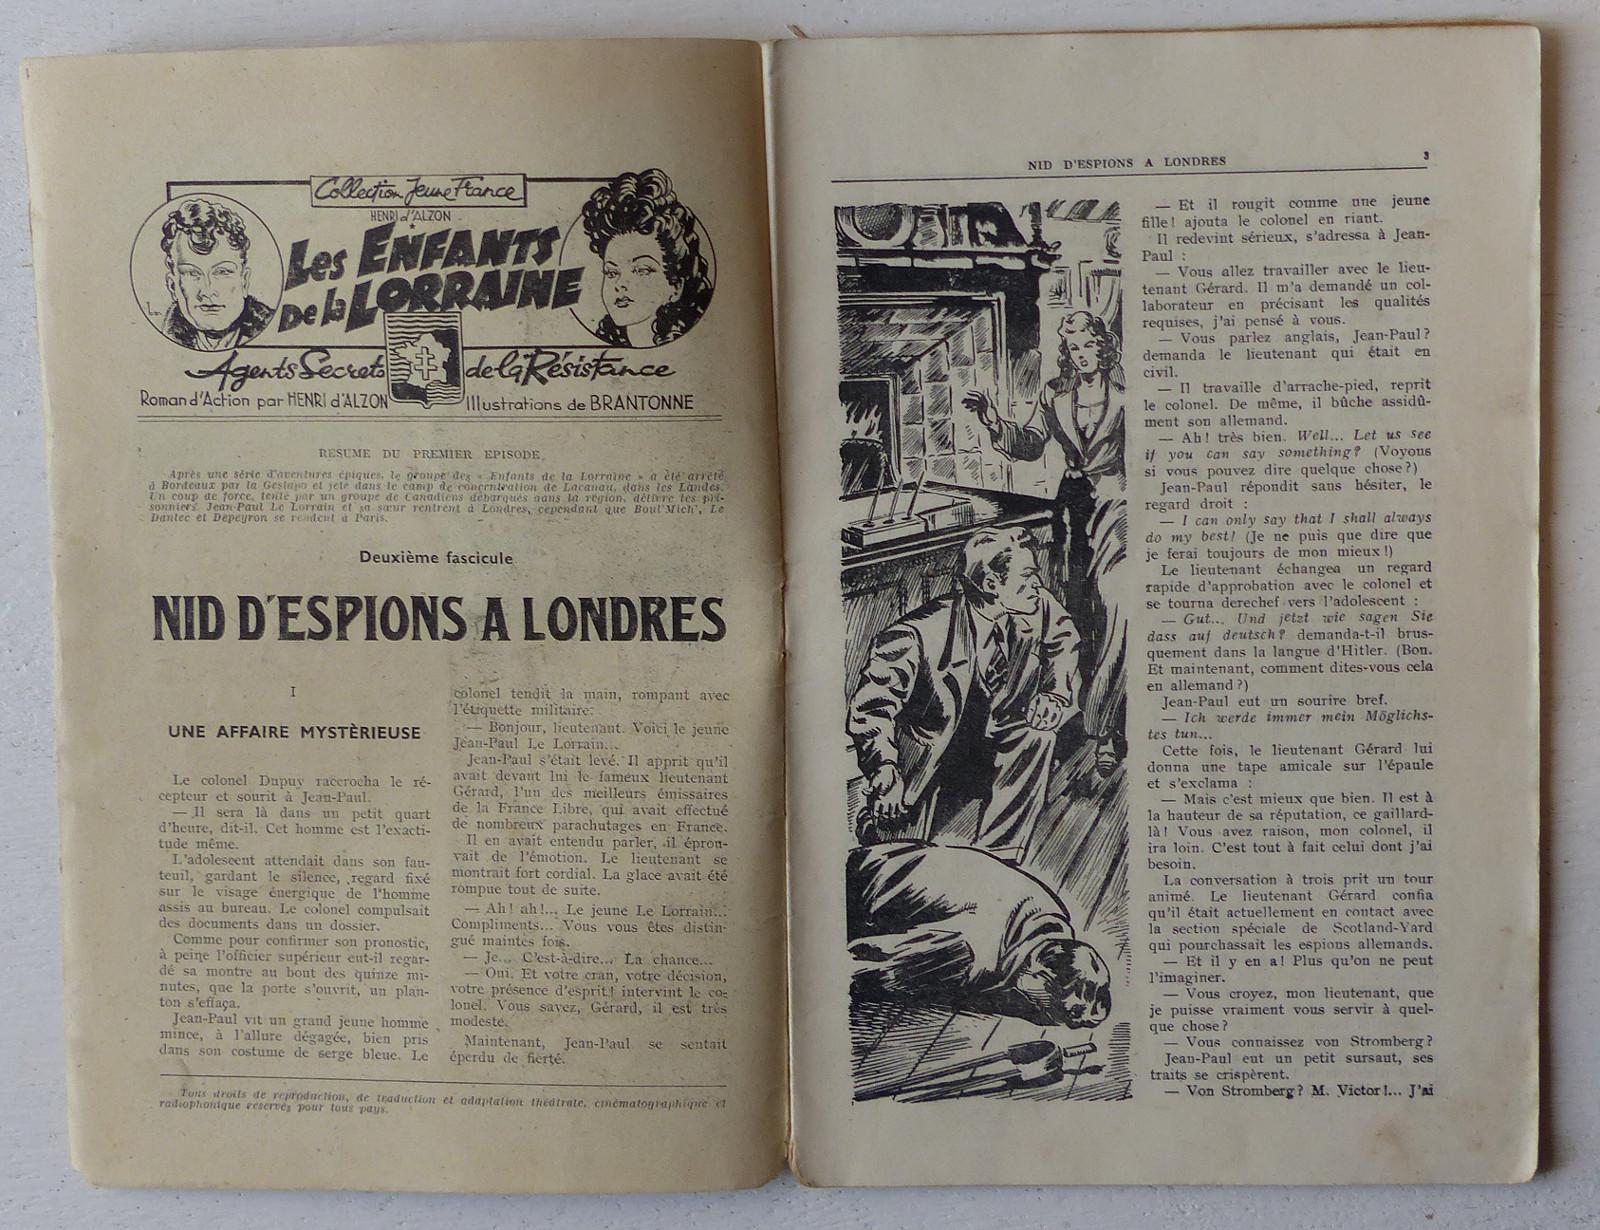 Collection Jeune France
HENRI d'ALZON
Les ENFANTS
De la LORRAINE
Agents Secrets de la Résistance
Roman d'Action par HENRI d'ALZON Illustrations de BRANTONNE
RESUME DU PREMIER EPISODE
Après une série d'aventures épiques, le groupe des « Enfants de la Lorraine » a été arrêté
à Bordeaux par la Gestapo et jeté dans le camp de concentration de Lacanau, dans les Landes.
Un coup de force, tenté par un groupe de Canadiens débarqués dans la région, délivre les pri-
sonniers. Jean-Paul Le Lorrain et sa sœur rentrent à Londres, cependant que Boul'Mich', Le
Dantec et Depeyron se rendent à Paris.
Deuxième fascicule
NID D'ESPIONS A LONDRES
I
UNE AFFAIRE MYSTÈRIEUSE
Le colonel Dupuy raccrocha le ré-
cepteur et sourit à Jean-Paul.
— Il sera là dans un petit quart
d'heure, dit-il. Cet homme est l'exacti-
tude même.
L'adolescent attendait dans son fau-
teuil, gardant le silence, regard fixé
sur le visage énergique de l'homme
assis au bureau. Le colonel compulsait
des documents dans un dossier.
Comme pour confirmer son pronostic,
à peine l'officier supérieur eut-il regar-
dé sa montre au bout des quinze mi-
nutes, que la porte s'ouvrit, un plan-
ton s'effaça.
Jean-Paul vit un grand jeune homme
mince, à l'allure dégagée, bien pris
dans son costume de serge bleue. Le
colonel tendit la main, rompant avec
l'étiquette militaire:
— Bonjour, lieutenant. Voici le jeune
Jean-Paul Le Lorrain...
Jean-Paul s'était levé. Il apprit qu'il
avait devant lui le fameux lieutenant
Gérard, l'un des meilleurs émissaires
de la France Libre, qui avait effectué
de nombreux parachutages en France.
Il en avait entendu parler, il éprou-
vait de l'émotion. Le lieutenant se
montrait fort cordial. La glace avait été
rompue tout de suite.
— Ah! ah!... Le jeune Le Lorrain...
Compliments... Vous vous êtes distin-
gué maintes fois.
— Je... C'est-à-dire... La chance...
— Oui. Et votre cran, votre décision,
votre présence d'esprit! intervint le co-
lonel. Vous savez, Gérard, il est très
modeste.
Maintenant, Jean-Paul se sentait
éperdu de fierté.
Tous droits de reproduction, de traduction et adaptation théâtrale, cinématographique et
radiophonique réservés pour tous pays.
NID D'ESPIONS A LONDRES 3
— Et il rougit comme une jeune
fille! ajouta le colonel en riant.
Il redevint sérieux, s'adressa à Jean-
Paul :
— Vous allez travailler avec le lieu-
tenant Gérard. Il m'a demandé un col-
laborateur en précisant les qualités
requises, j'ai pensé à vous.
— Vous parlez anglais, Jean-Paul?
demanda le lieutenant qui était en
civil.
— Il travaille d'arrache-pied, reprit
le colonel. De même, il bûche assidû-
ment son allemand.
— Ah! très bien. Well... Let us see
if you can say something? (Voyons
si vous pouvez dire quelque chose?)
Jean-Paul répondit sans hésiter, le
regard droit :
— I can only say that I shall always
do my best! (Je ne puis que dire que
je ferai toujours de mon mieux!)
Le lieutenant échangea un regard
rapide d'approbation avec le colonel et
se tourna derechef vers l'adolescent :
— Gut... Und jetzt wie sagen Sie
dass auf deutsch? demanda-t-il brus-
quement dans la langue d'Hitler. (Bon.
Et maintenant, comment dites-vous cela
en allemand?)
Jean-Paul eut un sourire bref.
— Ich werde immer mein Möglichs-
tes tun...
Cette fois, le lieutenant Gérard lui
donna une tape amicale sur l'épaule
et s'exclama :
— Mais c'est mieux que bien. Il est à
la hauteur de sa réputation, ce gaillard-
là! Vous avez raison, mon colonel, il
ira loin. C'est tout à fait celui dont j'ai
besoin.
La conversation à trois prit un tour
animé. Le lieutenant Gérard confia
qu'il était actuellement en contact avec
la section spéciale de Scotland-Yard
qui pourchassait les espions allemands.
— Et il y en a! Plus qu'on ne peut
l'imaginer.
— Vous croyez, mon lieutenant, que
je puisse vraiment vous servir à quel-
que chose?
— Vous connaissez von Stromberg?
Jean-Paul eut un petit sursaut, ses
traits se crispèrent.
— Von Stromberg? M. Victor!... J'ai